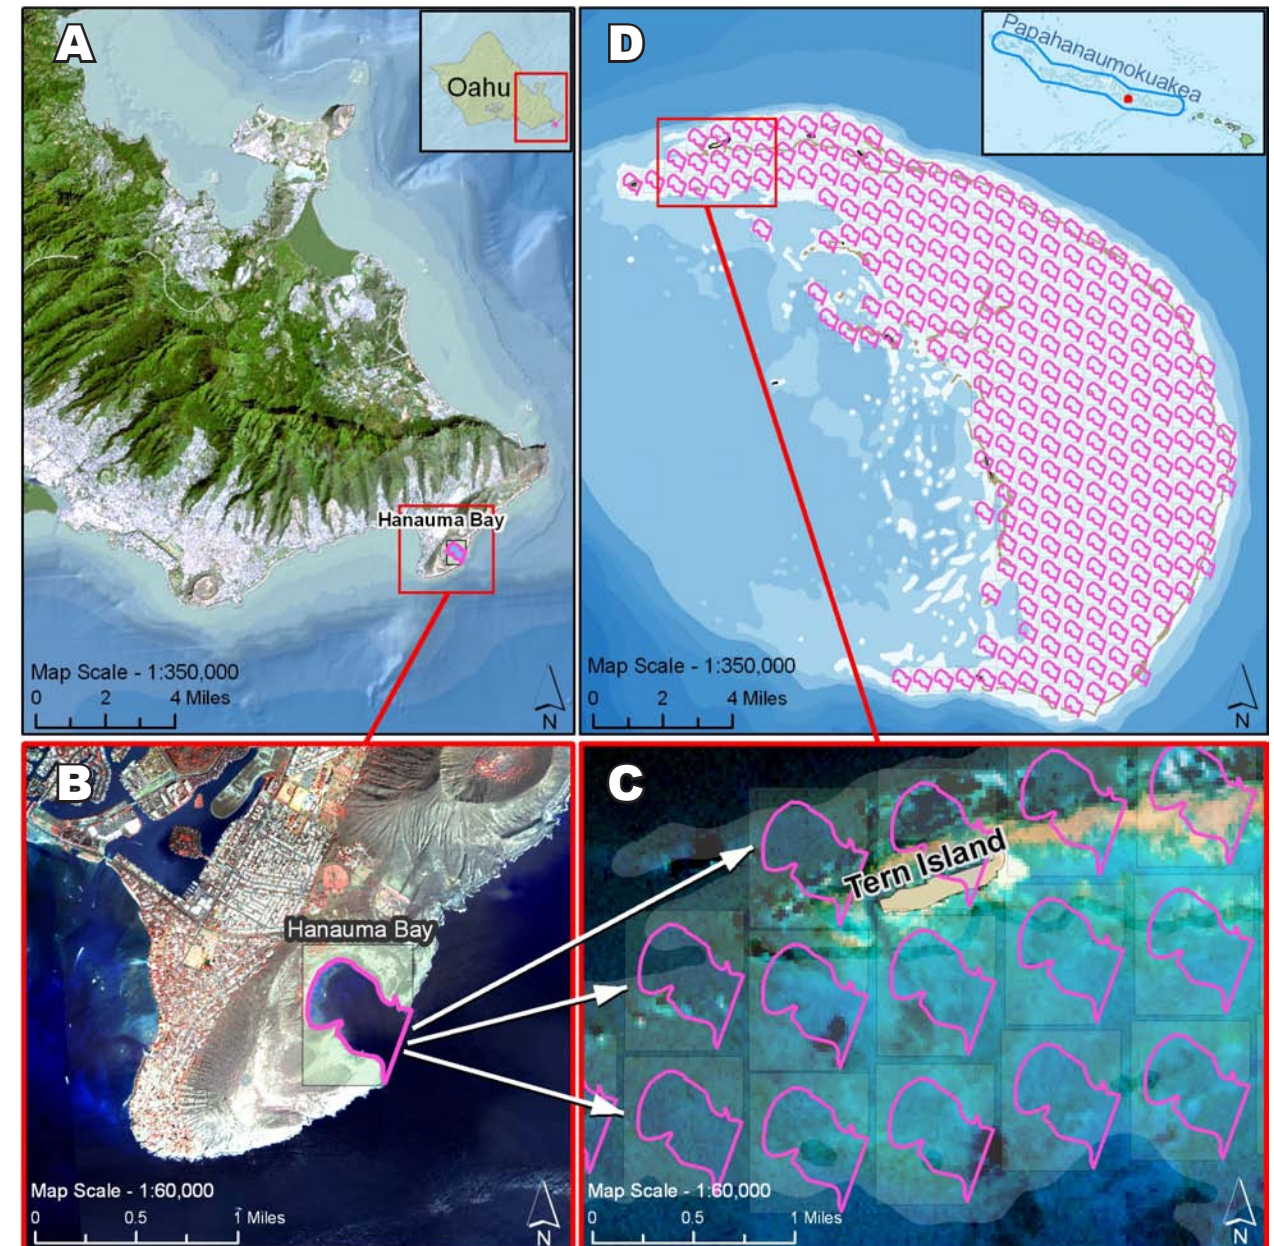 A
Oahu
Hanauma Bay
Map Scale - 1:350,000
0 2 4 Miles
N
D
Papahanaumokuakea
Map Scale - 1:350,000
0 2 4 Miles
N
B
Hanauma Bay
Map Scale - 1:60,000
0 0.5 1 Miles
N
C
Tern Island
Map Scale - 1:60,000
0 0.5 1 Miles
N